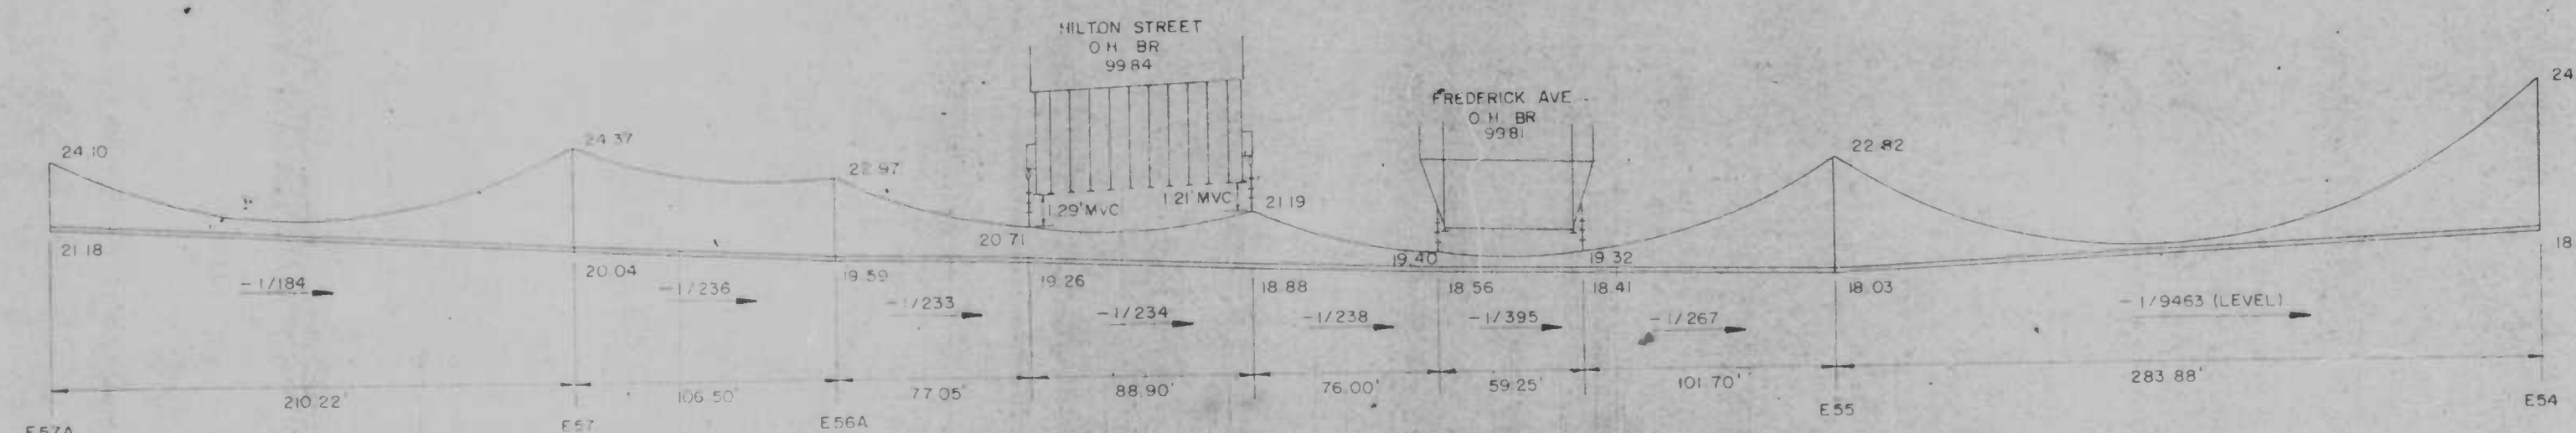 HILTON STREET
O H BR
99 84
FREDERICK AVE
O H BR
99 81
24.10
24.37
22.97
1.29' MVC
1.21' MVC
21.19
22.82
24
20.71
19.40
19.32
21.18
20.04
19.59
19.26
18.88
18.56
18.41
18.03
18
-1/184
-1/236
-1/233
-1/234
-1/238
-1/395
-1/267
-1/9463 (LEVEL)
210.22'
106.50'
77.05'
88.90'
76.00'
59.25'
101.70'
283.88'
E57A
E57
E56A
E55
E54